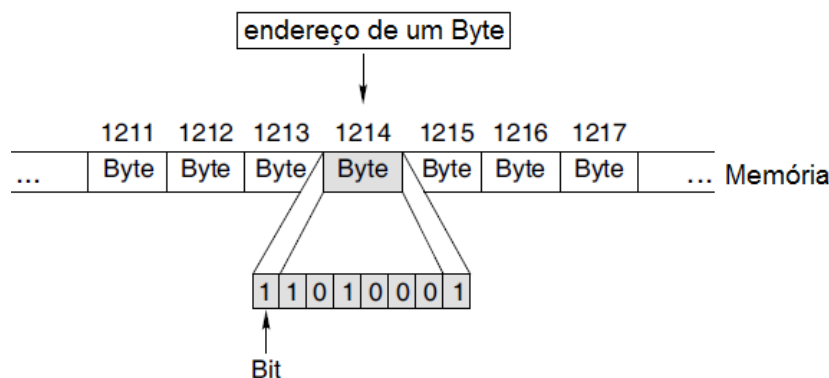 endereço de um Byte
1211 1212 1213 1214 1215 1216 1217
... Byte Byte Byte Byte Byte Byte Byte ... Memória
1 1 0 1 0 0 0 1
Bit